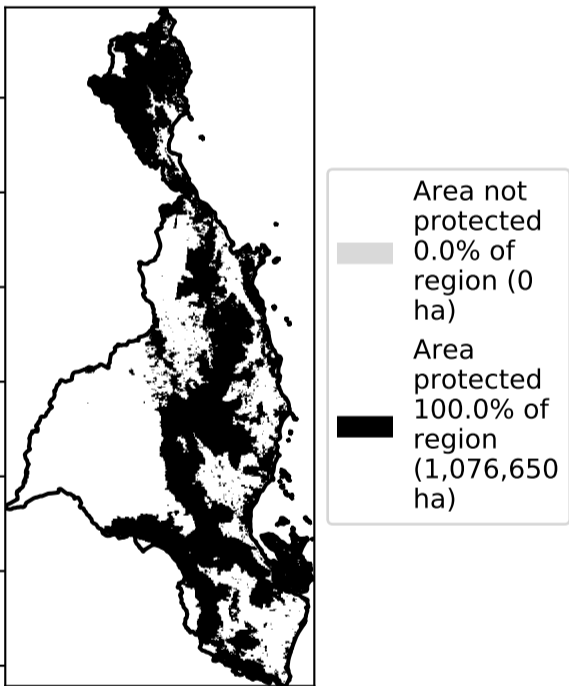 Area not
protected
0.0% of
region (0
ha)
Area
protected
100.0% of
region
(1,076,650
ha)